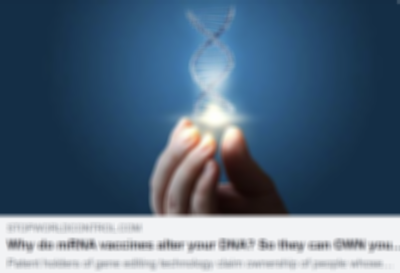 STOPWORLDCONTROL.COM
Why do mRNA vaccines alter your DNA? So they can OWN you...
Patent holders of gene editing technology claim ownership of people whose...